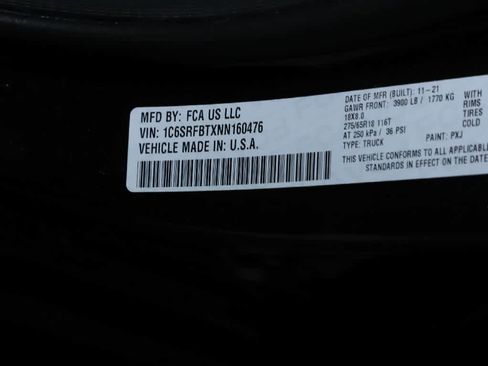 MFD BY: FCA US LLC
VIN: 1C6SRFBTXNN160476
VEHICLE MADE IN: U.S.A.
DATE OF MFR (BUILT): 11-21
GAWR FRONT: 3900 LB / 1770 KG WITH
18X8.0 RIMS
275/65R18 116T TIRES
AT 250 kPa / 36 PSI COLD
TYPE: TRUCK PAINT: PXJ
THIS VEHICLE CONFORMS TO ALL APPLICABLE
STANDARDS IN EFFECT ON THE DATE